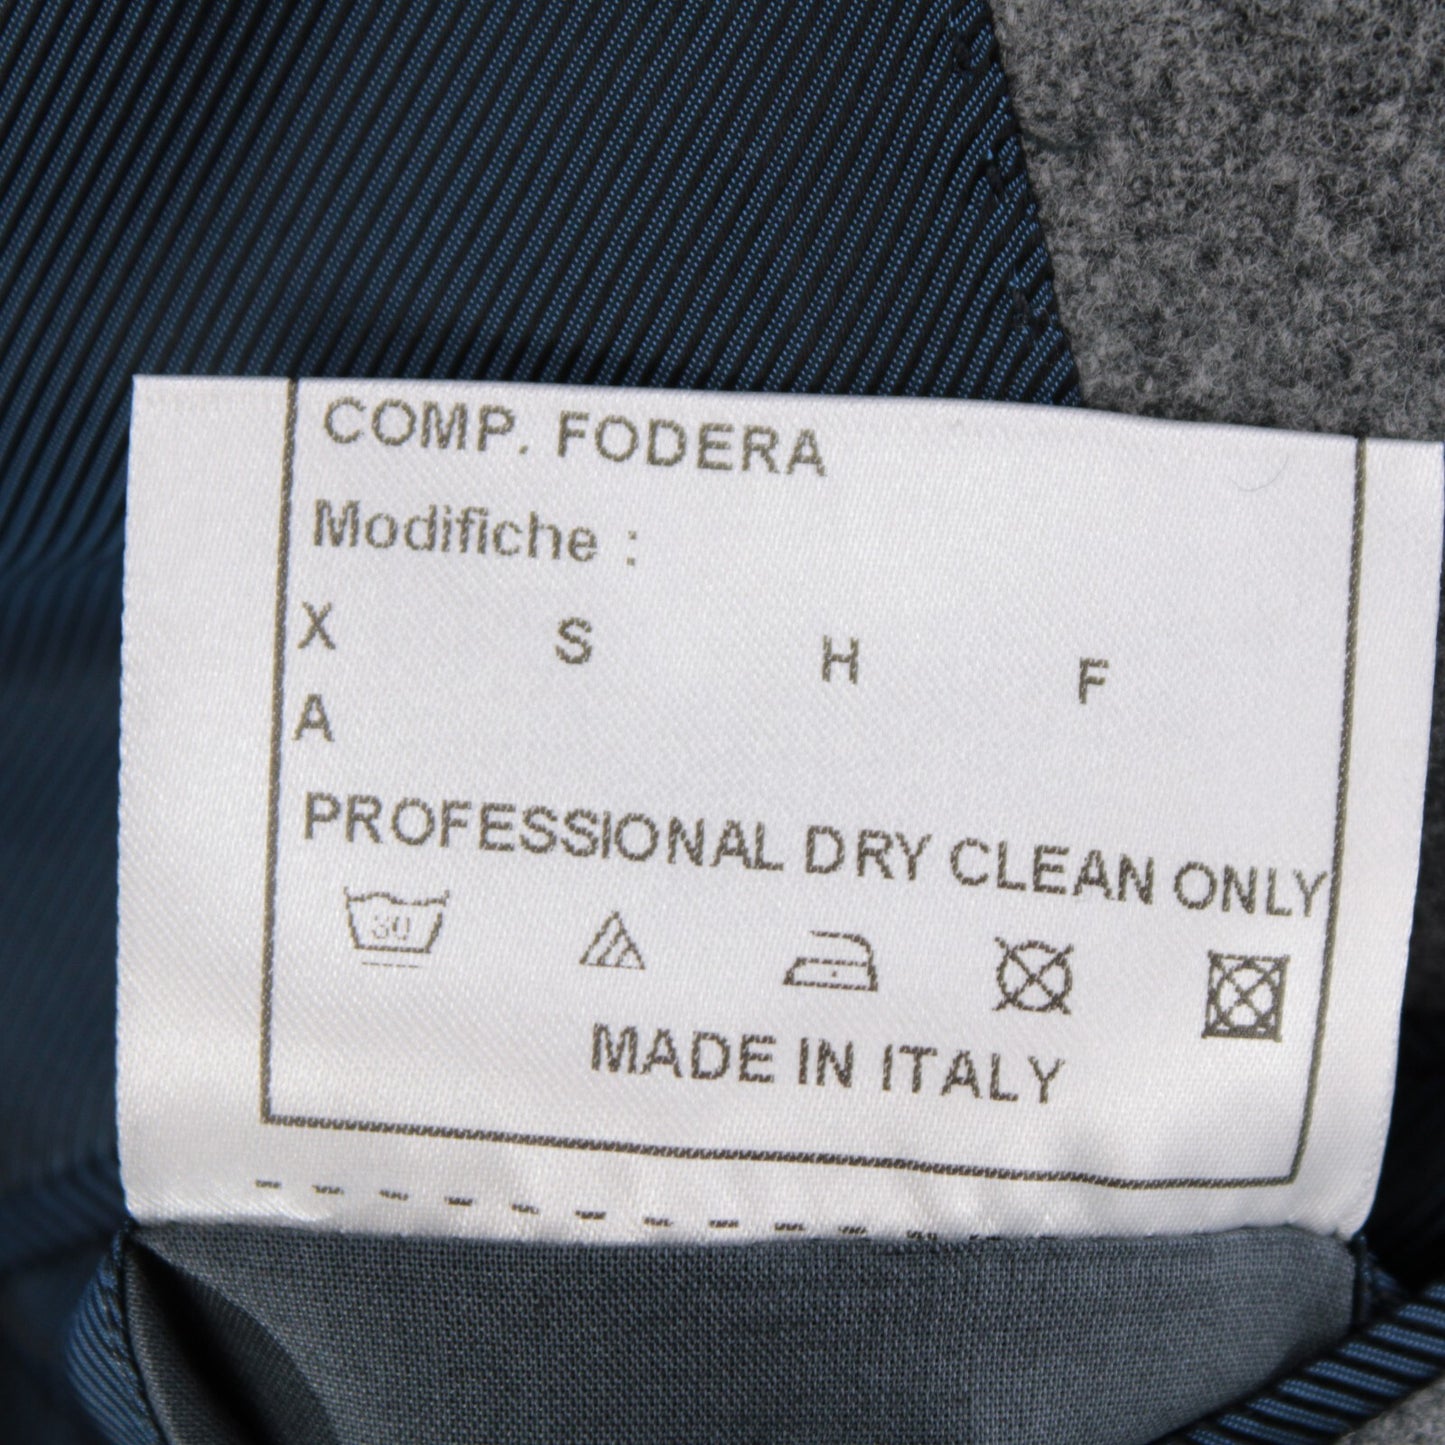 COMP. FODERA
Modifiche :
X S H F
A
PROFESSIONAL DRY CLEAN ONLY
30
MADE IN ITALY